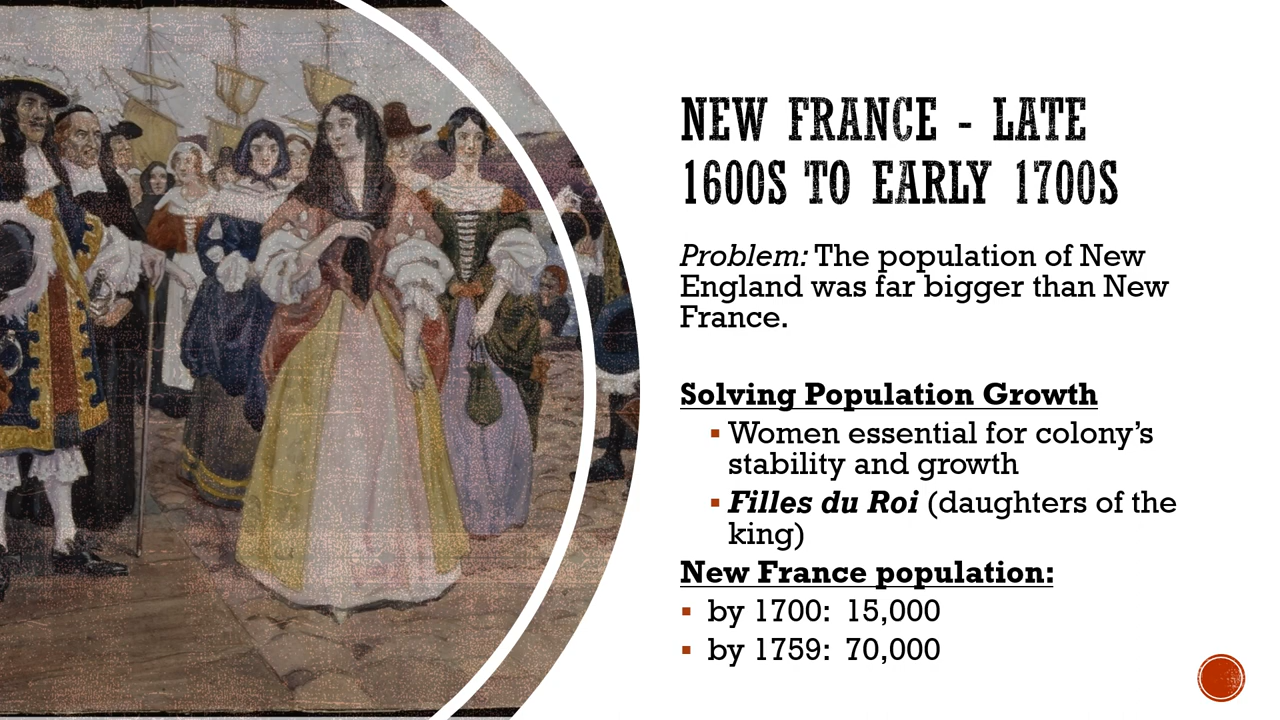 NEW FRANCE - LATE
1600S TO EARLY 1700S
Problem: The population of New
England was far bigger than New
France.
Solving Population Growth
▪ Women essential for colony’s
stability and growth
▪ Filles du Roi (daughters of the
king)
New France population:
▪ by 1700: 15,000
▪ by 1759: 70,000